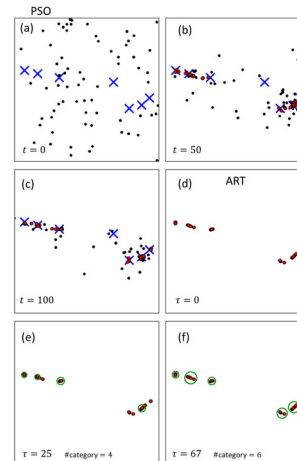 PSO
(a)
t = 0
(b)
t = 50
(c)
t = 100
ART
(d)
τ = 0
(e)
τ = 25 #category = 4
(f)
τ = 67 #category = 6